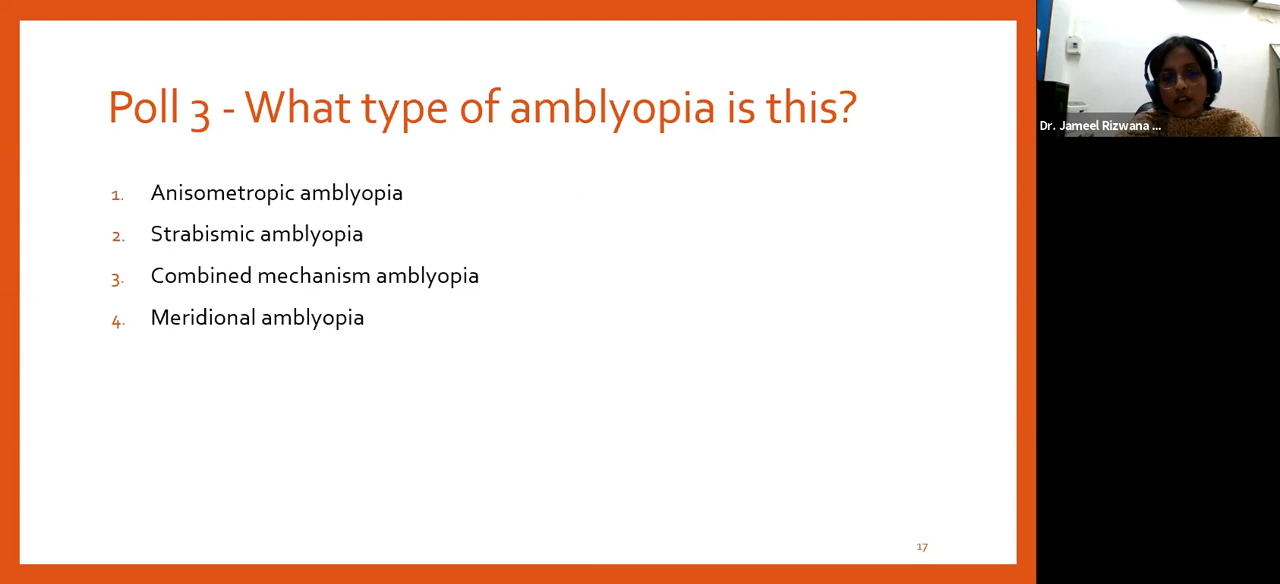 Poll 3 - What type of amblyopia is this?
1. Anisometropic amblyopia
2. Strabismic amblyopia
3. Combined mechanism amblyopia
4. Meridional amblyopia
17
Dr. Jameel Rizwana ...